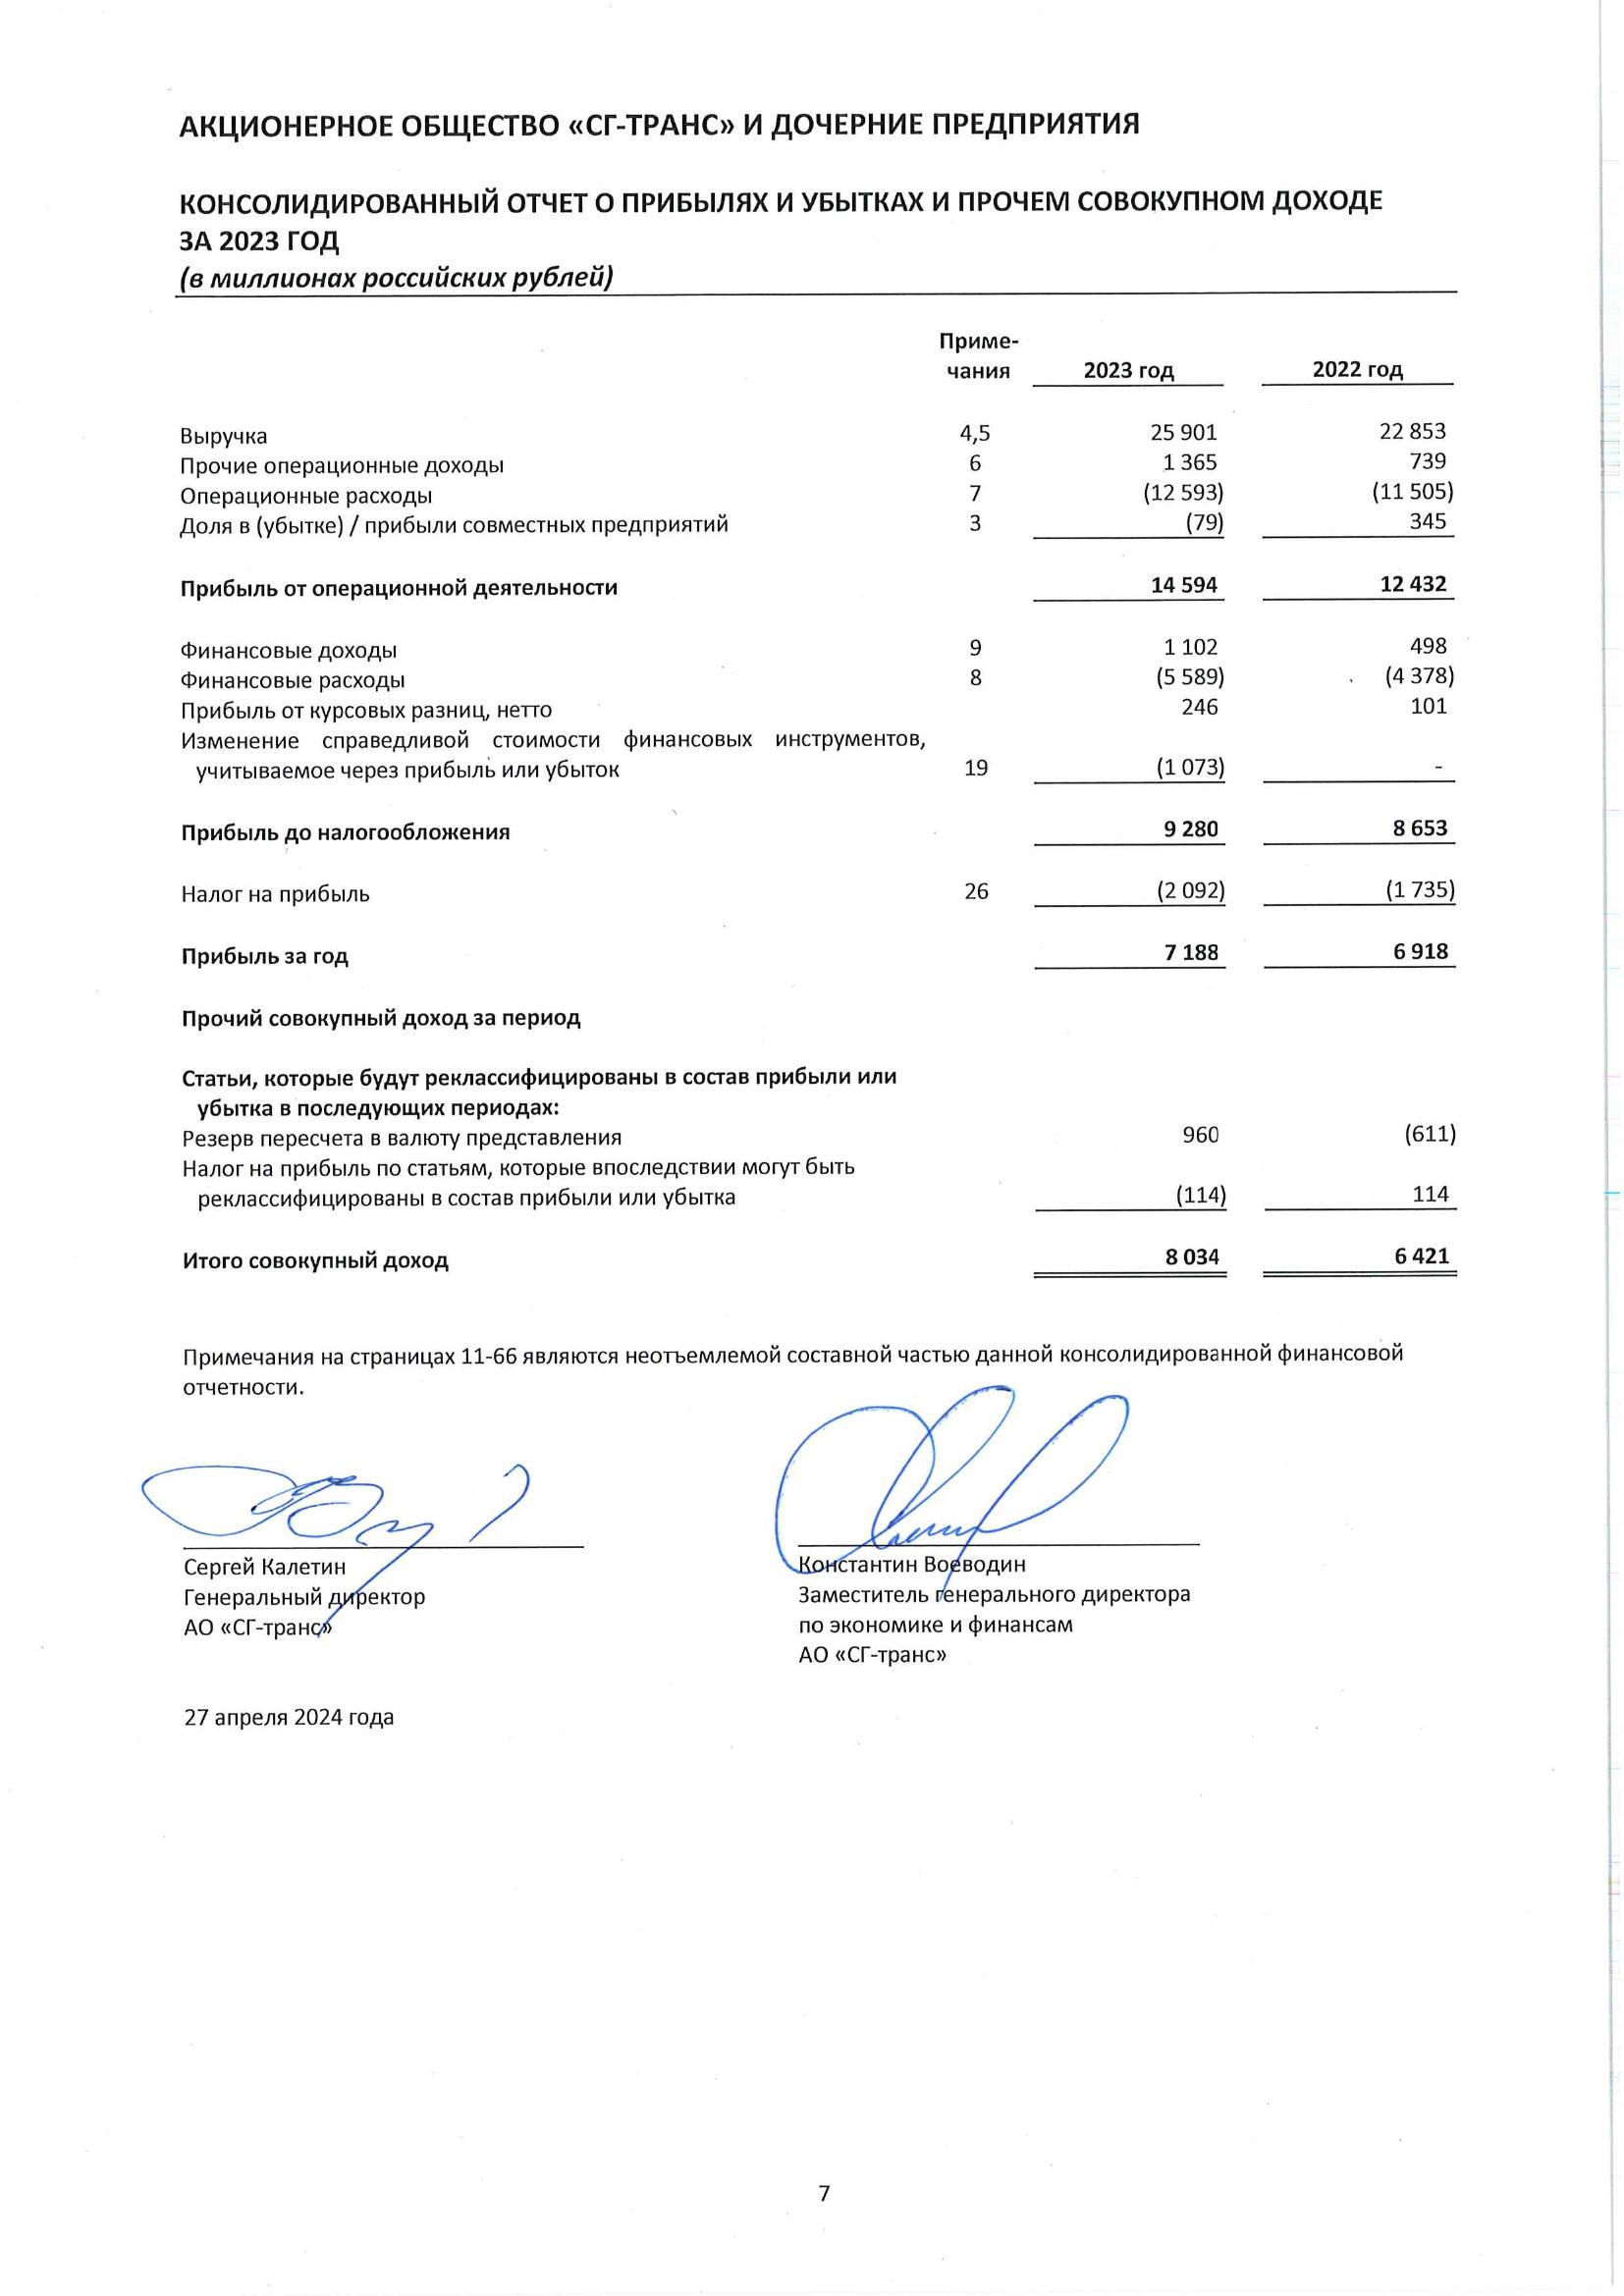 АКЦИОНЕРНОЕ ОБЩЕСТВО «СГ-ТРАНС» И ДОЧЕРНИЕ ПРЕДПРИЯТИЯ
КОНСОЛИДИРОВАННЫЙ ОТЧЕТ О ПРИБЫЛЯХ И УБЫТКАХ И ПРОЧЕМ СОВОКУПНОМ ДОХОДЕ
ЗА 2023 ГОД
(в миллионах российских рублей)
Приме-
чания 2023 год 2022 год
Выручка 4,5 25 901 22 853
Прочие операционные доходы 6 1 365 739
Операционные расходы 7 (12 593) (11 505)
Доля в (убытке) / прибыли совместных предприятий 3 (79) 345
Прибыль от операционной деятельности 14 594 12 432
Финансовые доходы 9 1 102 498
Финансовые расходы 8 (5 589) (4 378)
Прибыль от курсовых разниц, нетто 246 101
Изменение справедливой стоимости финансовых инструментов,
учитываемое через прибыль или убыток 19 (1 073) -
Прибыль до налогообложения 9 280 8 653
Налог на прибыль 26 (2 092) (1 735)
Прибыль за год 7 188 6 918
Прочий совокупный доход за период
Статьи, которые будут реклассифицированы в состав прибыли или
убытка в последующих периодах:
Резерв пересчета в валюту представления 960 (611)
Налог на прибыль по статьям, которые впоследствии могут быть
реклассифицированы в состав прибыли или убытка (114) 114
Итого совокупный доход 8 034 6 421
Примечания на страницах 11-66 являются неотъемлемой составной частью данной консолидированной финансовой
отчетности.
Сергей Калетин
Генеральный директор
АО «СГ-транс»
Константин Воеводин
Заместитель генерального директора
по экономике и финансам
АО «СГ-транс»
27 апреля 2024 года
7